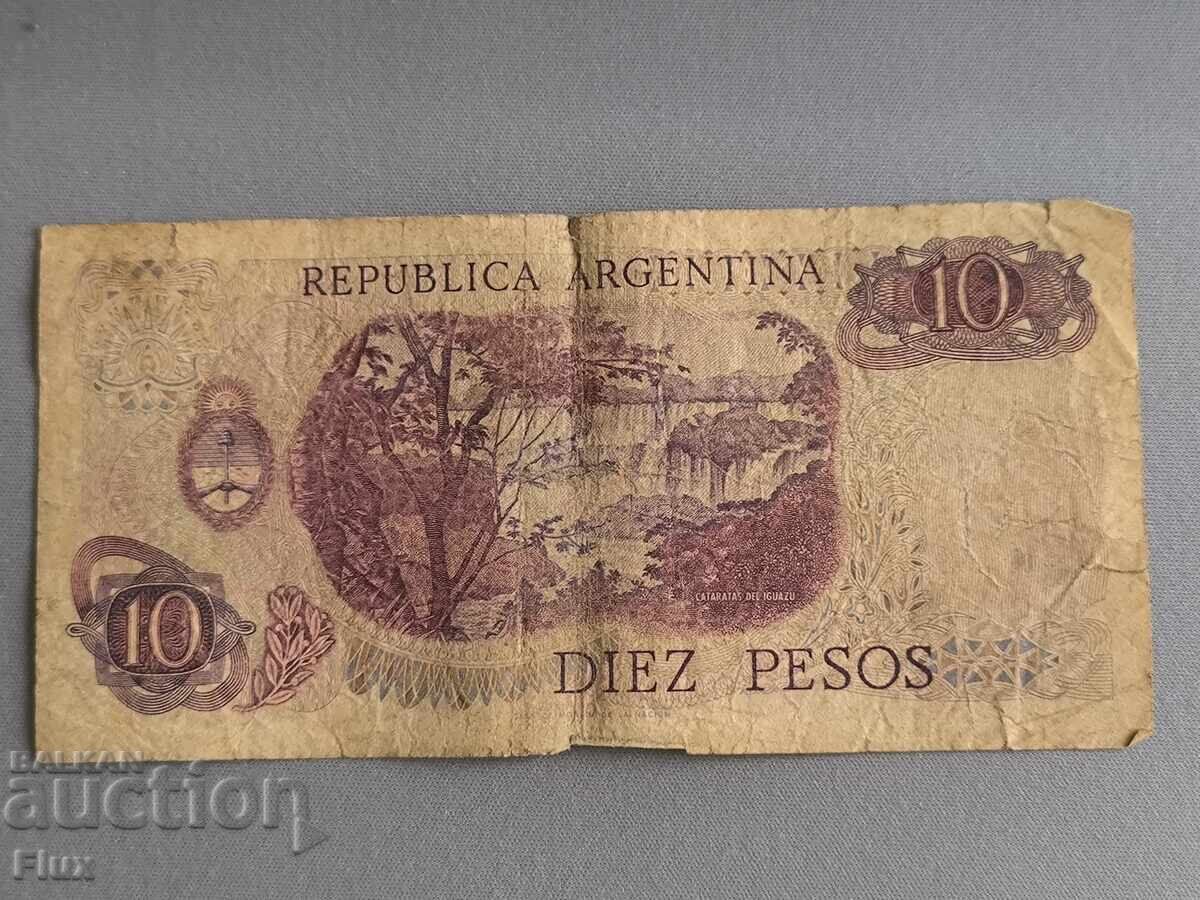 REPUBLICA ARGENTINA
10
CATARATAS DEL IGUAZU
10
DIEZ PESOS
BALKAN
auction
Flux